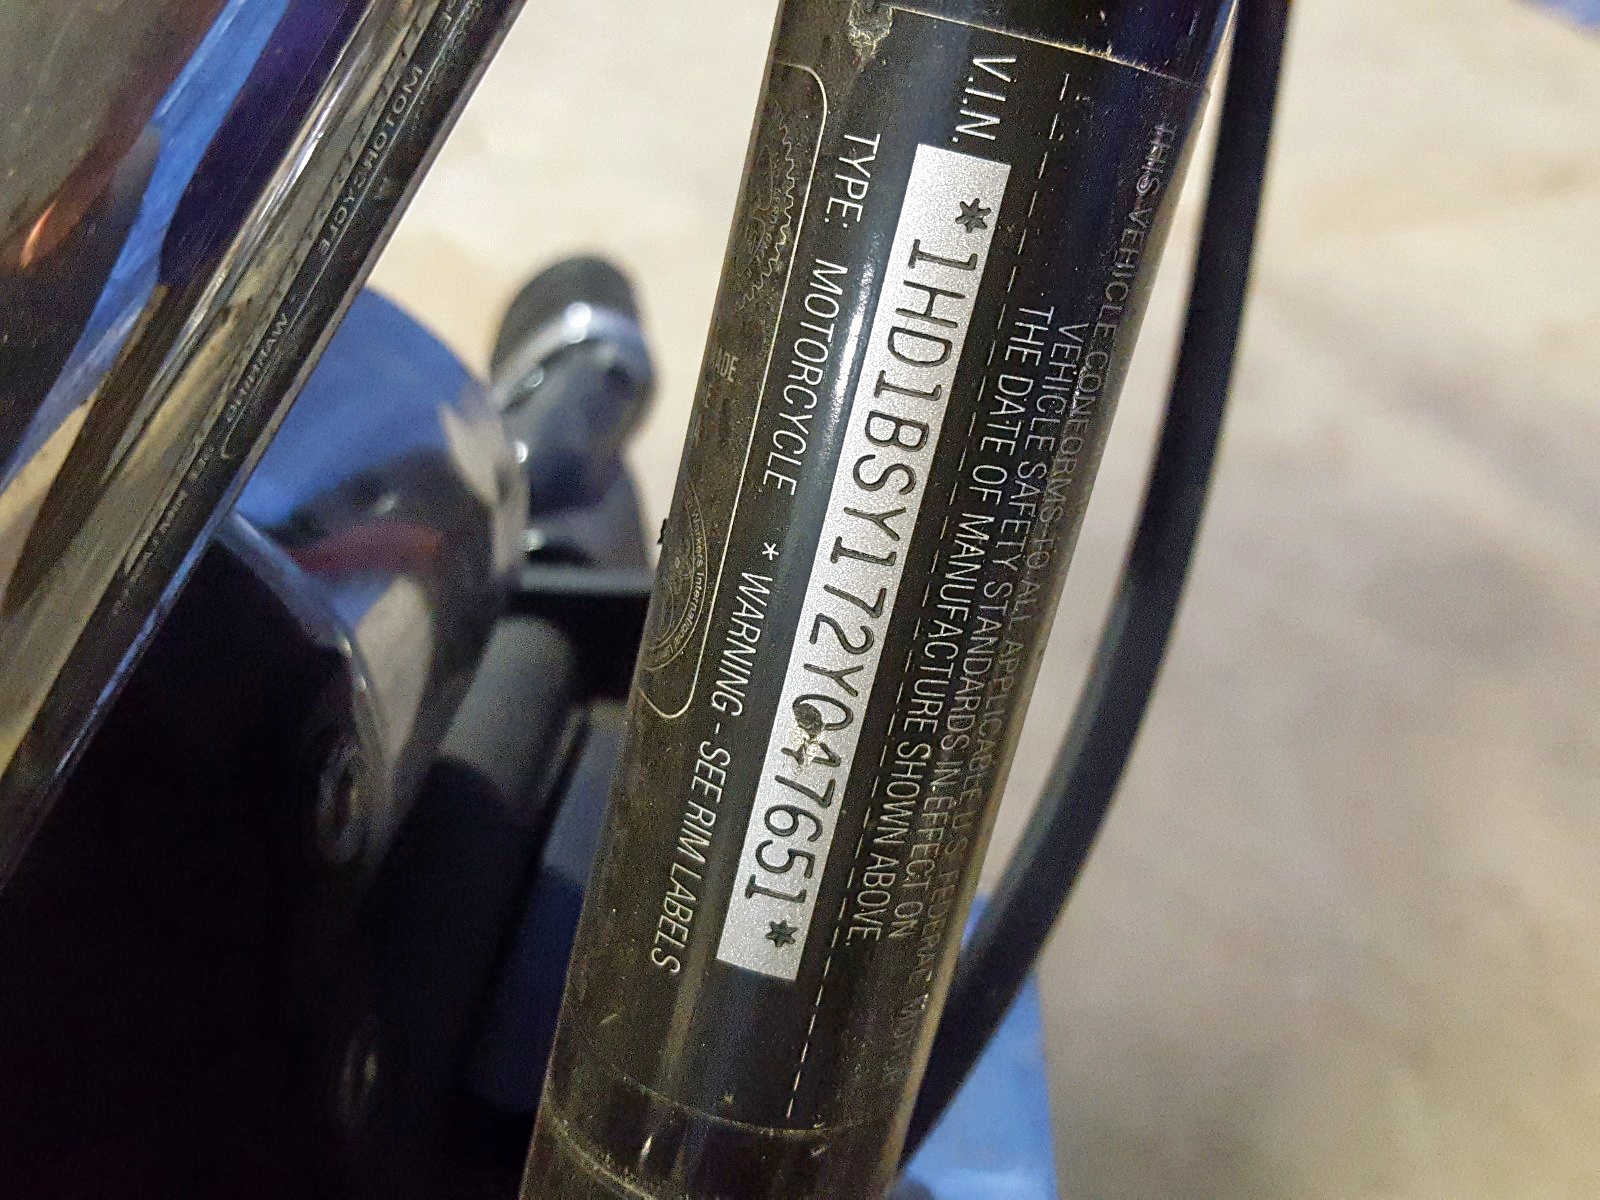 THIS VEHICLE CONFORMS TO ALL APPLICABLE U.S. FEDERAL
VEHICLE SAFETY STANDARDS IN EFFECT ON
THE DATE OF MANUFACTURE SHOWN ABOVE.
V.I.N. *1HD1BSY172Y047651*
TYPE: MOTORCYCLE * WARNING - SEE RIM LABELS
MOTORCYCLE